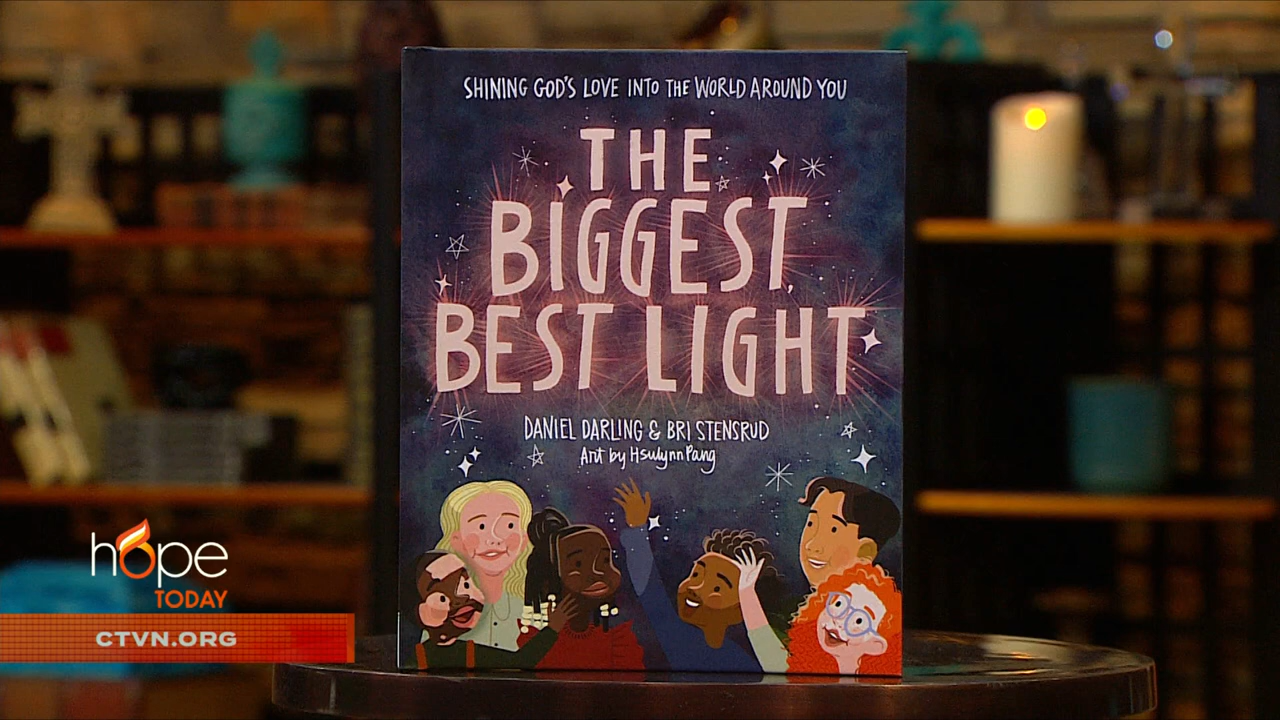 SHINING GOD'S LOVE INTO THE WORLD AROUND YOU
THE
BIGGEST,
BEST LIGHT
DANIEL DARLING & BRI STENSRUD
Art by Hsulynn Pang
hope
TODAY
CTVN.ORG